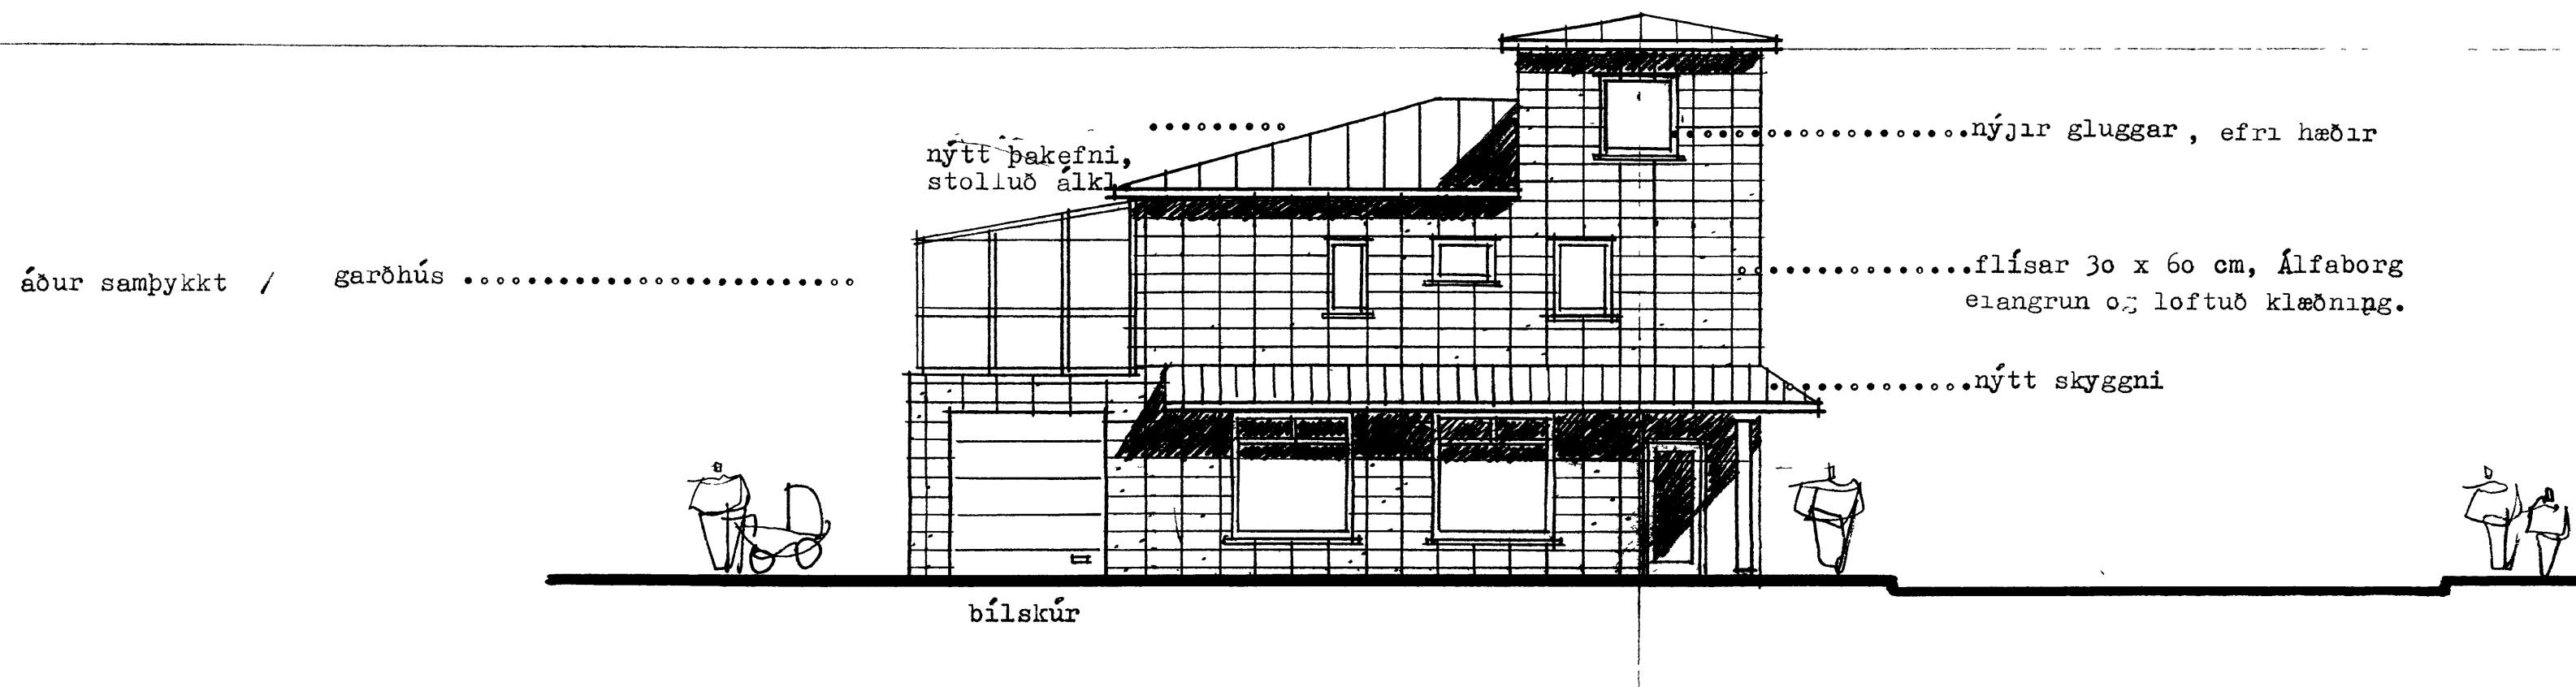 nýjir gluggar, efri hæðir
nýtt þakefni,
stölluð álkl.
áður samþykkt / garðhús
flísar 30 x 60 cm, Álfaborg
einangrun og loftuð klæðning.
nýtt skyggni
bílskúr